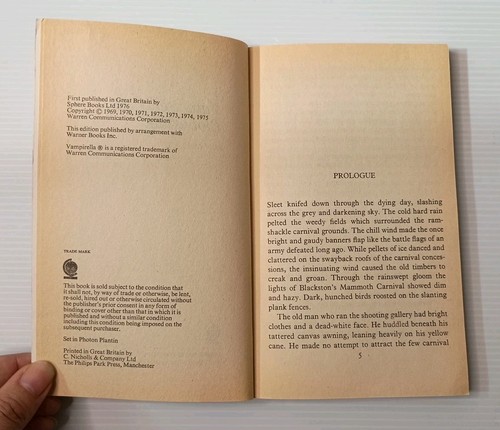 First published in Great Britain by
Sphere Books Ltd 1976
Copyright © 1969, 1970, 1971, 1972, 1973, 1974, 1975
Warren Communications Corporation
This edition published by arrangement with
Warner Books Inc.
Vampirella ® is a registered trademark of
Warren Communications Corporation
TRADE MARK
This book is sold subject to the condition that
it shall not, by way of trade or otherwise, be lent,
re-sold, hired out or otherwise circulated without
the publisher's prior consent in any form of
binding or cover other than that in which it is
published and without a similar condition
including this condition being imposed on the
subsequent purchaser.
Set in Photon Plantin
Printed in Great Britain by
C. Nicholls & Company Ltd
The Philips Park Press, Manchester
PROLOGUE
Sleet knifed down through the dying day, slashing
across the grey and darkening sky. The cold hard rain
pelted the weedy fields which surrounded the ram-
shackle carnival grounds. The chill wind made the once
bright and gaudy banners flap like the battle flags of an
army defeated long ago. While pellets of ice danced and
clattered on the swayback roofs of the carnival conces-
sions, the insinuating wind caused the old timbers to
creak and groan. Through the rainswept gloom the
lights of Blackston's Mammoth Carnival showed dim
and hazy. Dark, hunched birds roosted on the slanting
plank fences.
The old man who ran the shooting gallery had bright
clothes and a dead-white face. He huddled beneath his
tattered canvas awning, leaning heavily on his yellow
cane. He made no attempt to attract the few carnival
5